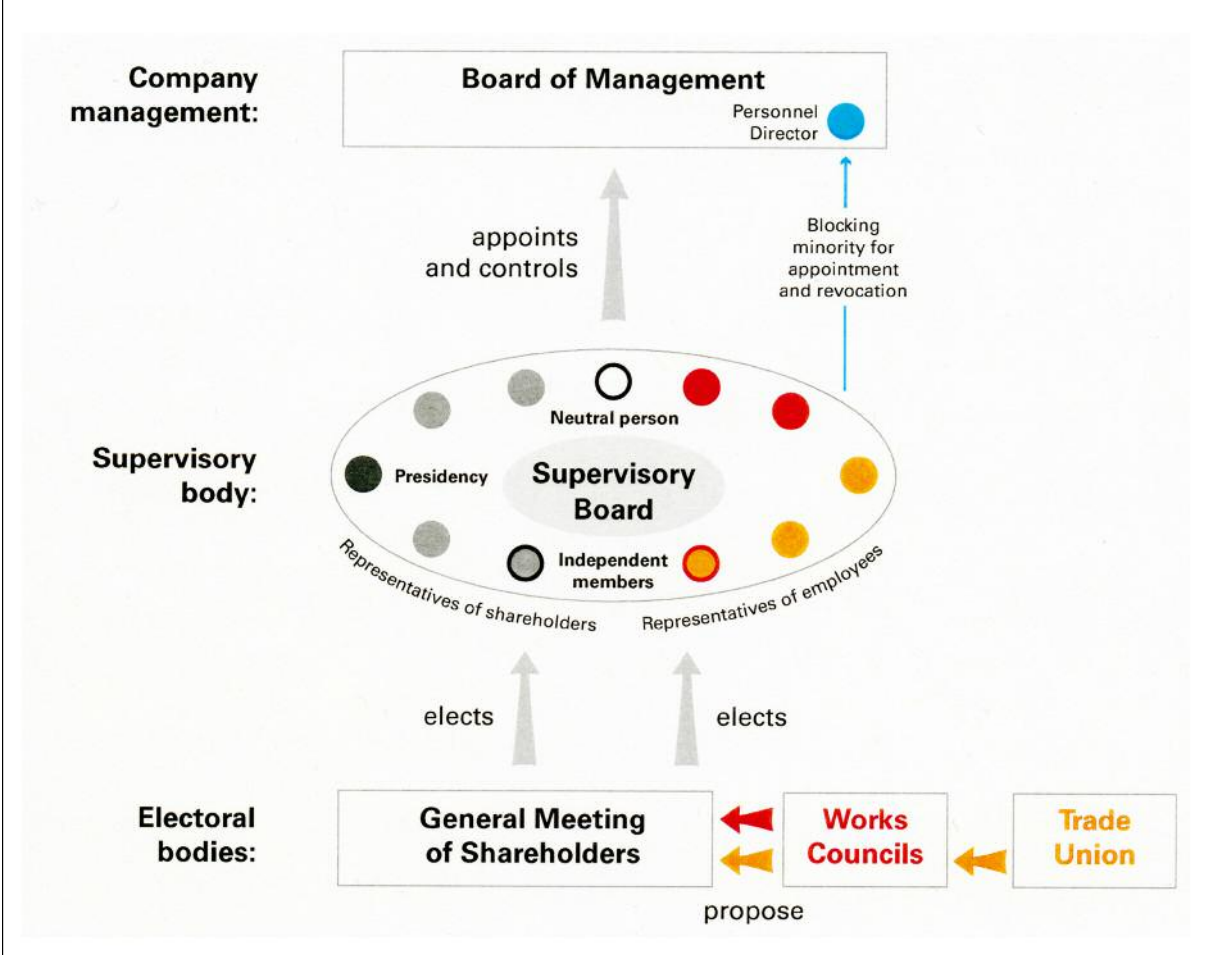 Company
management:
Board of Management
Personnel
Director
appoints
and controls
Blocking
minority for
appointment
and revocation
Supervisory
body:
Neutral person
Presidency
Supervisory
Board
Independent
members
Representatives of shareholders
Representatives of employees
elects
elects
Electoral
bodies:
General Meeting
of Shareholders
Works
Councils
Trade
Union
propose